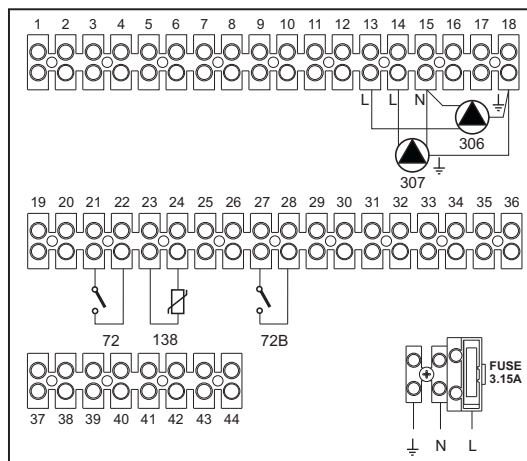 1 2 3 4 5 6 7 8 9 10 11 12 13 14 15 16 17 18
L L N
306
307
19 20 21 22 23 24 25 26 27 28 29 30 31 32 33 34 35 36
72 138 72B
FUSE
3.15A
37 38 39 40 41 42 43 44
N L